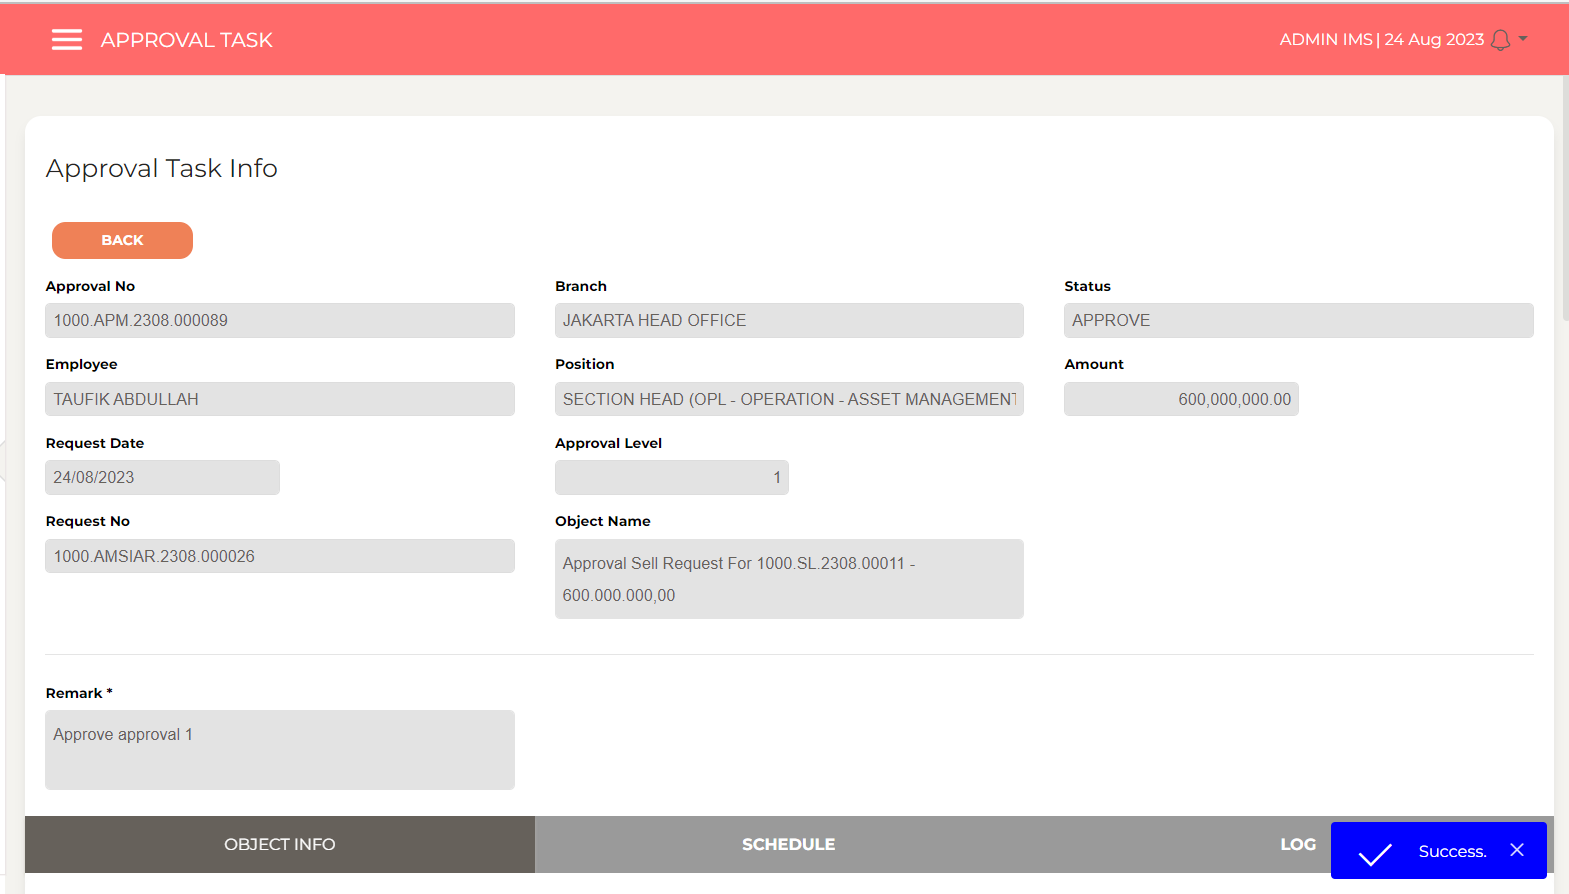 APPROVAL TASK
ADMIN IMS | 24 Aug 2023
Approval Task Info
BACK
Approval No
Branch
Status
1000.APM.2308.000089
JAKARTA HEAD OFFICE
APPROVE
Employee
Position
Amount
TAUFIK ABDULLAH
SECTION HEAD (OPL - OPERATION - ASSET MANAGEMENT
600,000,000.00
Request Date
Approval Level
24/08/2023
1
Request No
Object Name
1000.AMSIAR.2308.000026
Approval Sell Request For 1000.SL.2308.00011 -
600.000.000,00
Remark *
Approve approval 1
OBJECT INFO
SCHEDULE
LOG
Success.